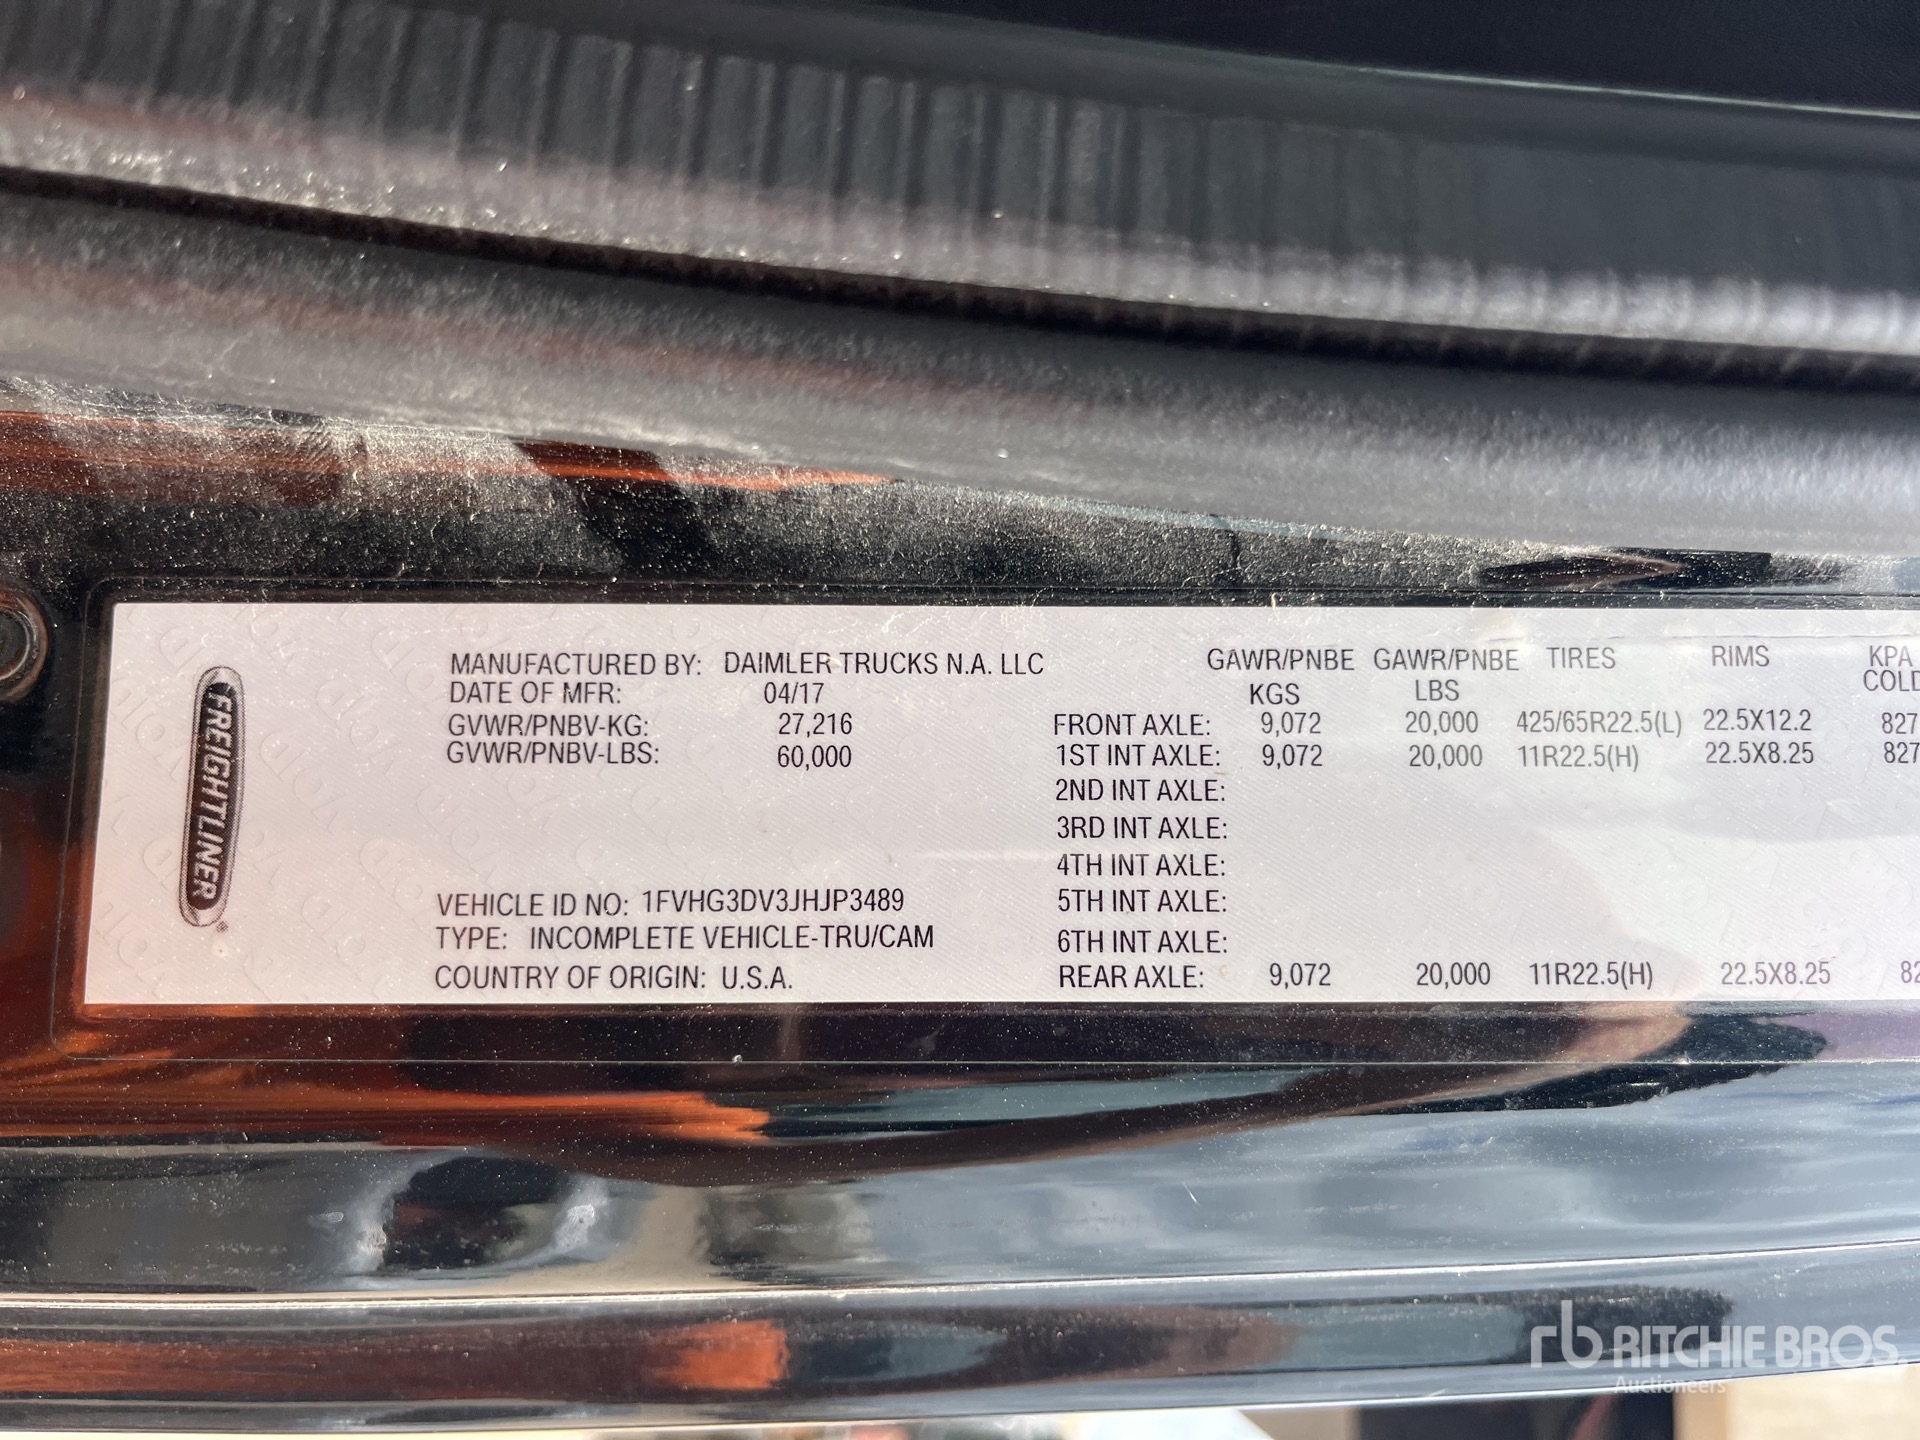 FREIGHTLINER®
MANUFACTURED BY: DAIMLER TRUCKS N.A. LLC
DATE OF MFR: 04/17
GVWR/PNBV-KG: 27,216
GVWR/PNBV-LBS: 60,000
VEHICLE ID NO: 1FVHG3DV3JHJP3489
TYPE: INCOMPLETE VEHICLE-TRU/CAM
COUNTRY OF ORIGIN: U.S.A.
GAWR/PNBE GAWR/PNBE TIRES RIMS KPA
KGS LBS COLD
FRONT AXLE: 9,072 20,000 425/65R22.5(L) 22.5X12.2 827
1ST INT AXLE: 9,072 20,000 11R22.5(H) 22.5X8.25 827
2ND INT AXLE:
3RD INT AXLE:
4TH INT AXLE:
5TH INT AXLE:
6TH INT AXLE:
REAR AXLE: 9,072 20,000 11R22.5(H) 22.5X8.25
rb RITCHIE BROS.
Auctioneers